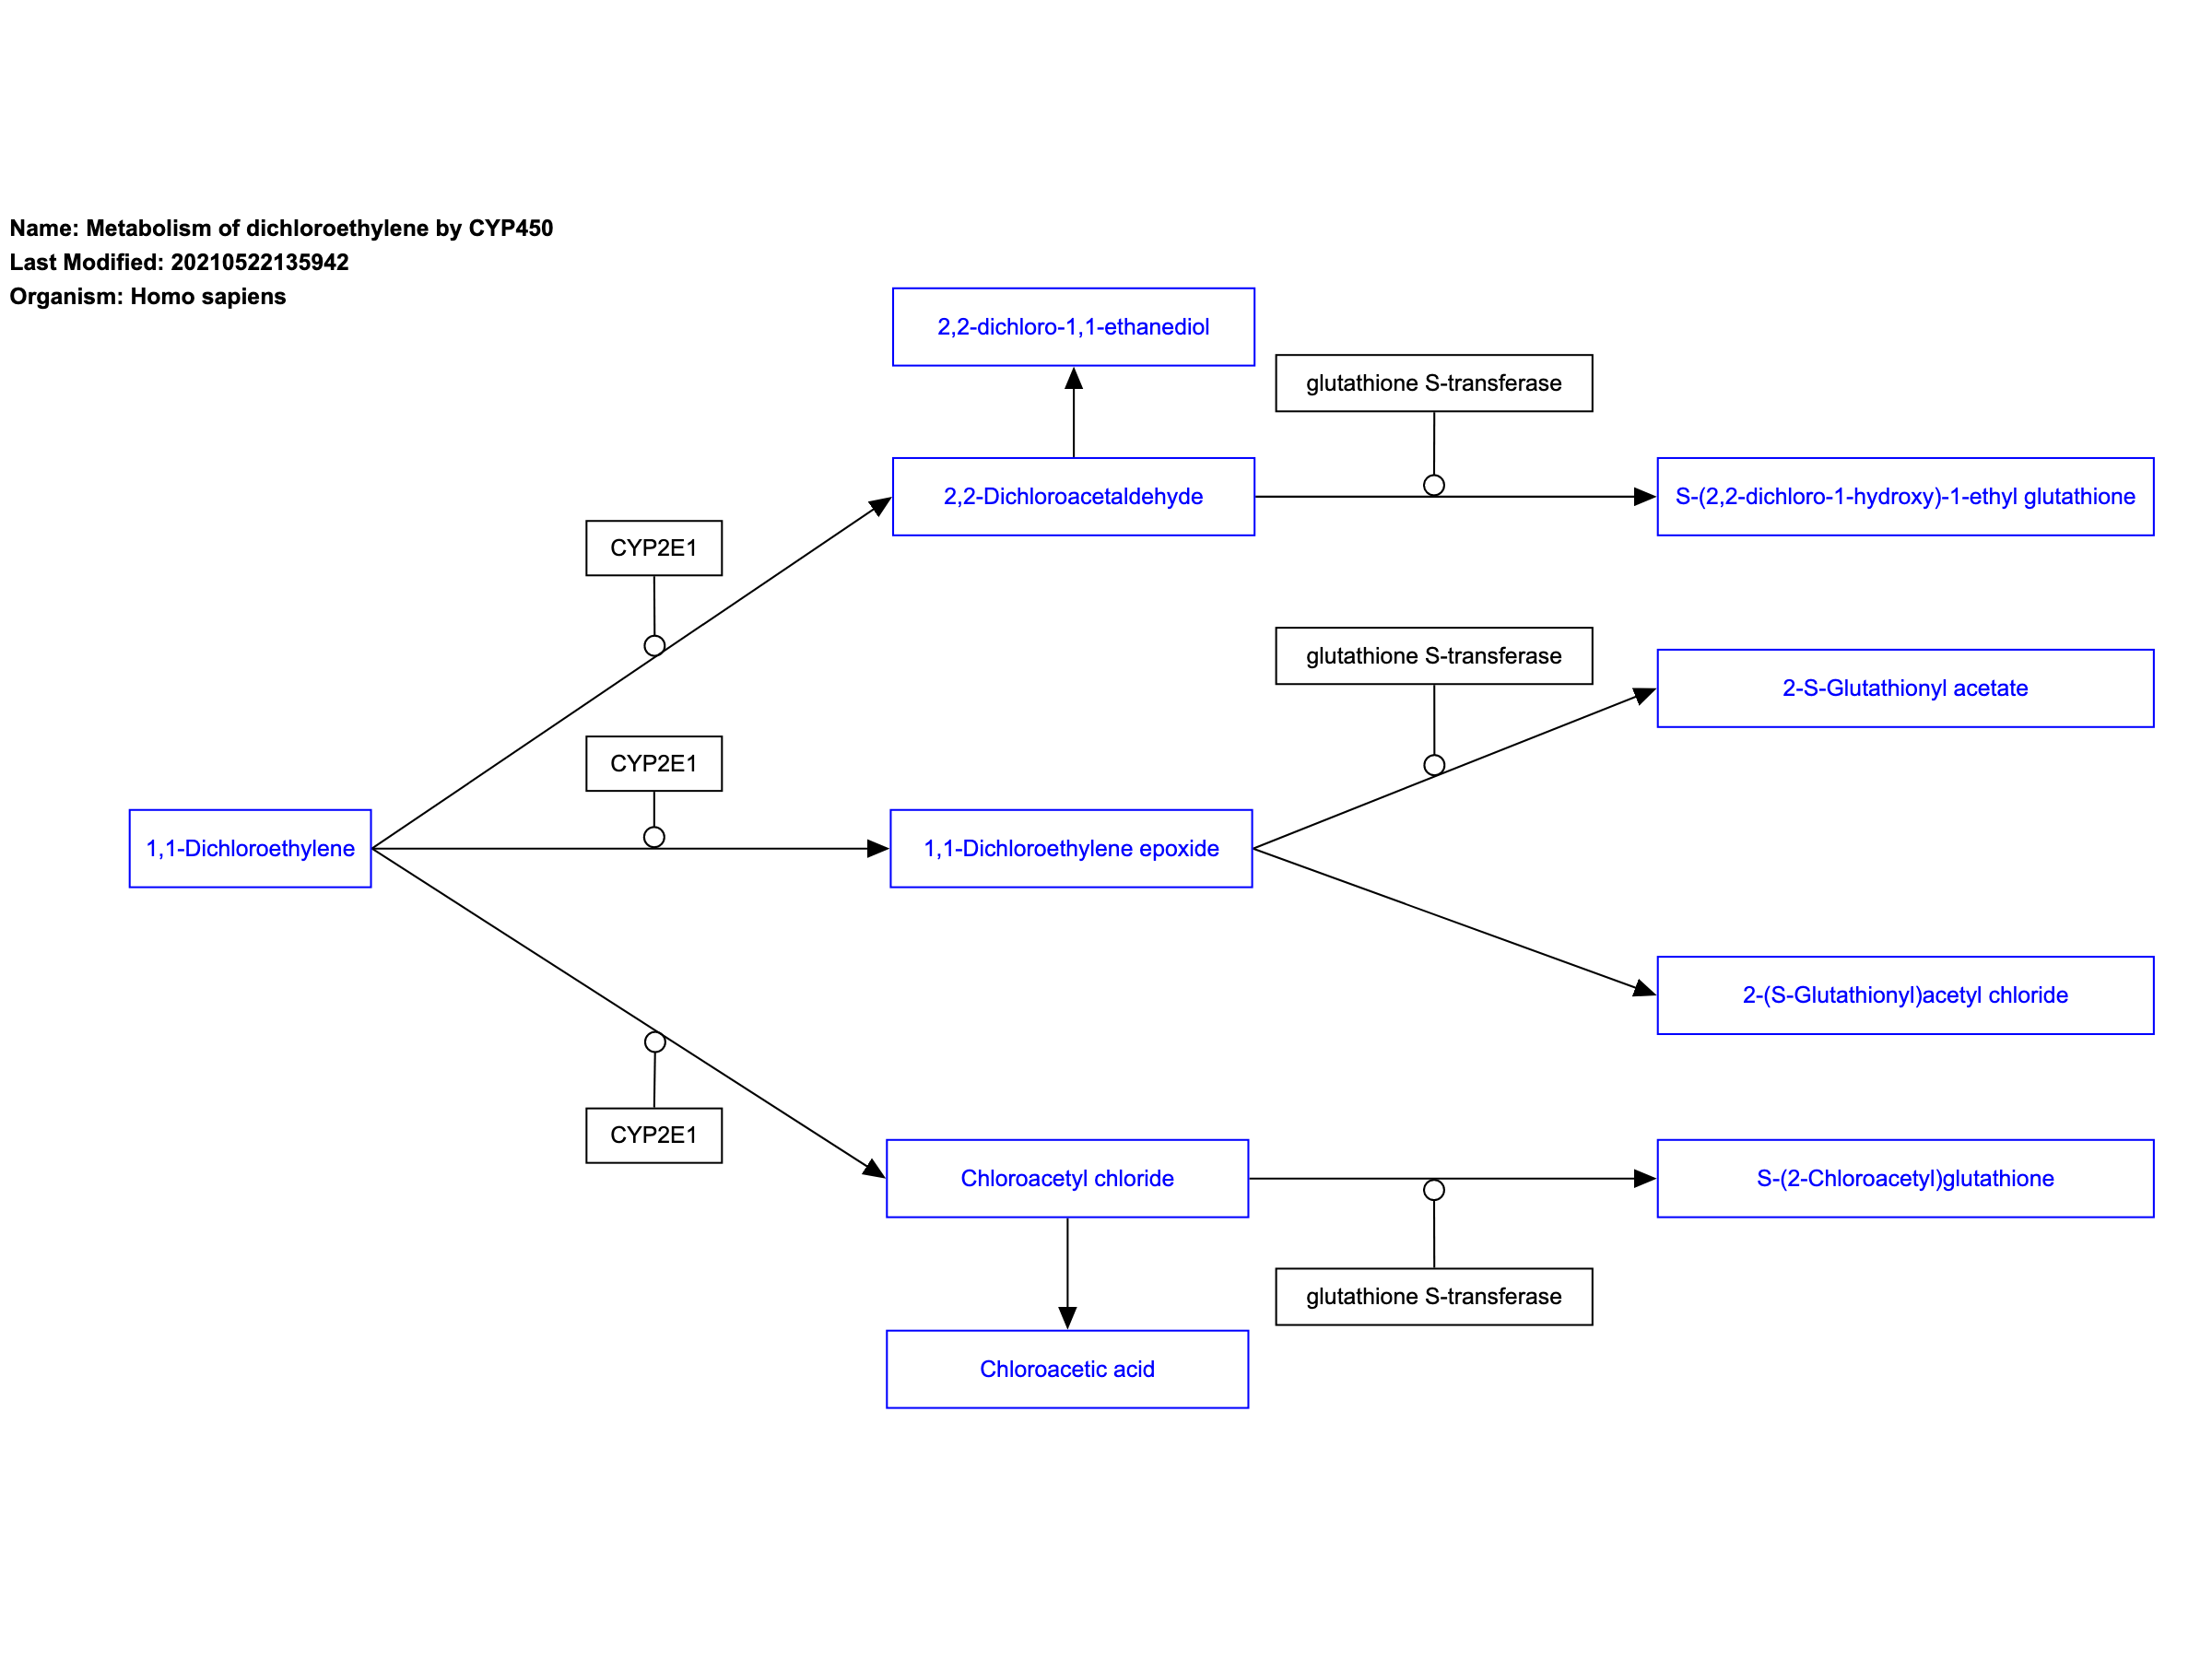 Name: Metabolism of dichloroethylene by CYP450
Last Modified: 20210522135942
Organism: Homo sapiens
2,2-dichloro-1,1-ethanediol
glutathione S-transferase
2,2-Dichloroacetaldehyde
S-(2,2-dichloro-1-hydroxy)-1-ethyl glutathione
CYP2E1
glutathione S-transferase
2-S-Glutathionyl acetate
CYP2E1
1,1-Dichloroethylene
1,1-Dichloroethylene epoxide
2-(S-Glutathionyl)acetyl chloride
CYP2E1
Chloroacetyl chloride
S-(2-Chloroacetyl)glutathione
glutathione S-transferase
Chloroacetic acid